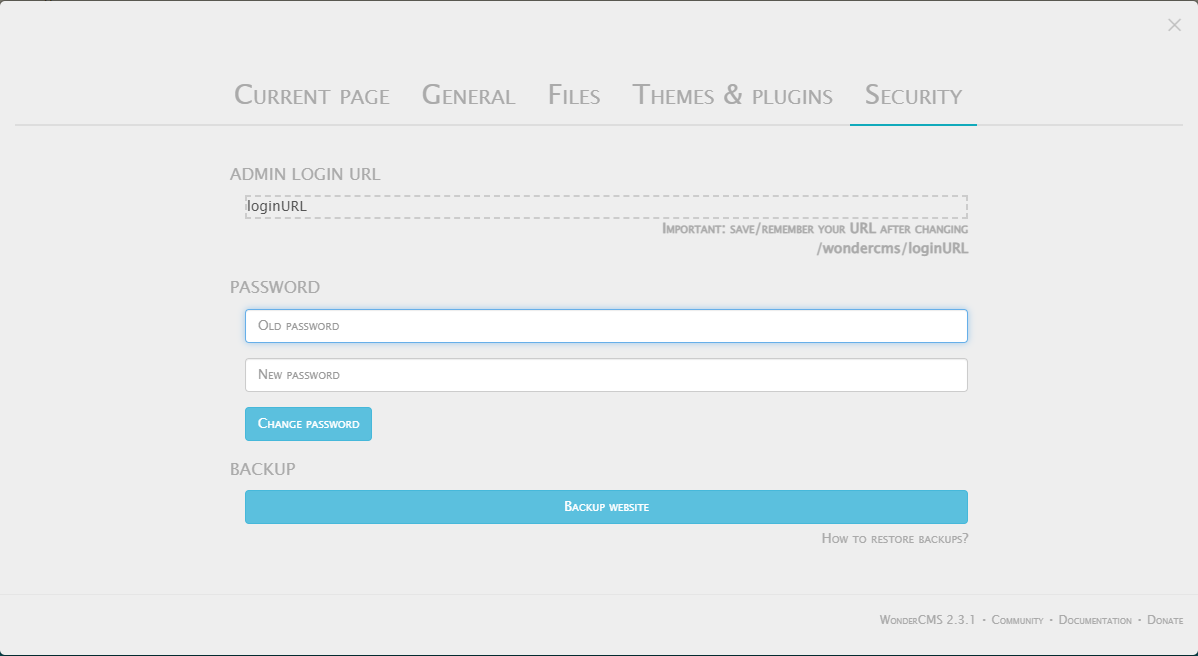 Current page General Files Themes & plugins Security
ADMIN LOGIN URL
loginURL
Important: save/remember your URL after changing
/wondercms/loginURL
PASSWORD
Old password
New password
Change password
BACKUP
Backup website
How to restore backups?
WonderCMS 2.3.1 · Community · Documentation · Donate